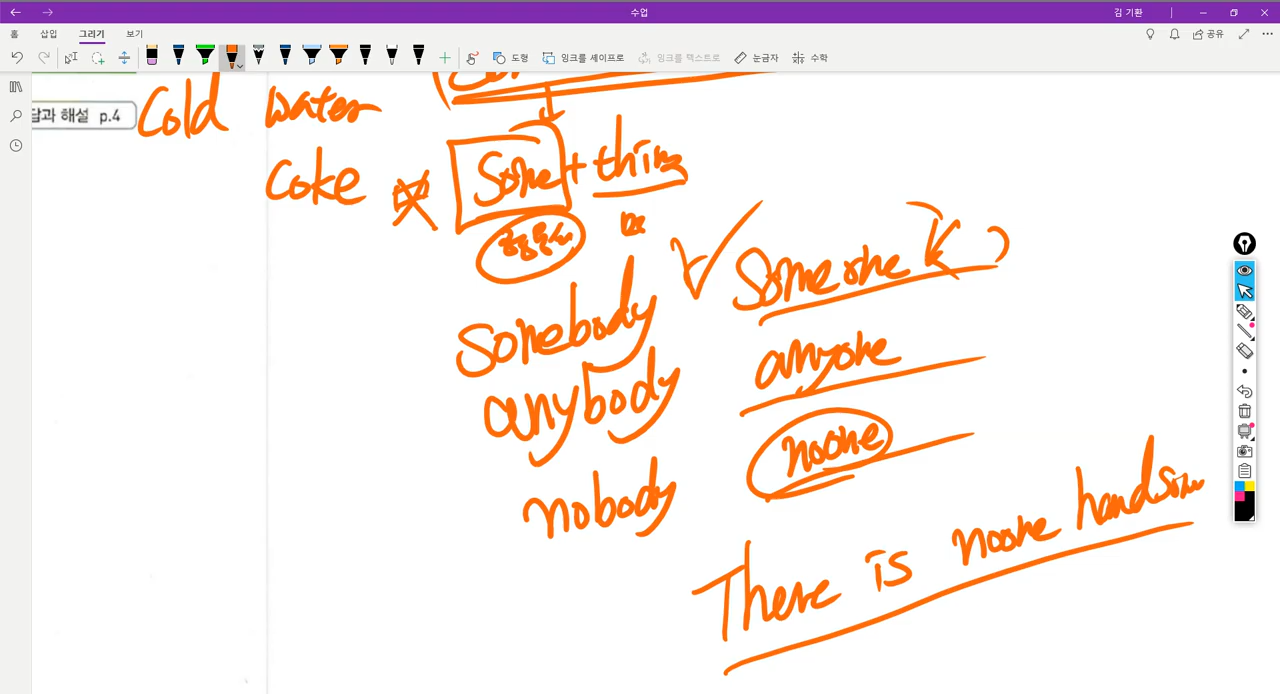 수업
김 기환
홈 삽입 그리기 보기
공유
도형 잉크를 셰이프로 잉크를 텍스트로 눈금자 수학
답과 해설 p.4
Cold water
Coke
Some + thing
somebody
anybody
nobody
Someone
anyone
noone
There is noone handsome